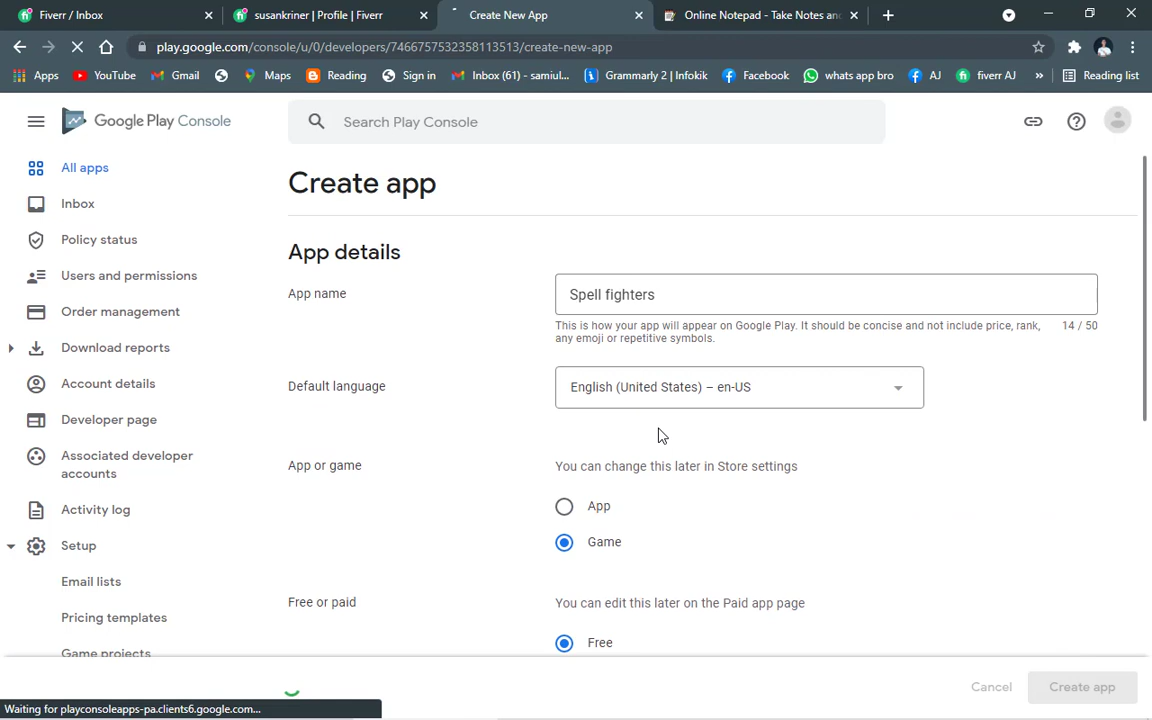 Fiverr / Inbox
susankriner | Profile | Fiverr
Create New App
Online Notepad - Take Notes and
play.google.com/console/u/0/developers/7466757532358113513/create-new-app
Apps
YouTube
Gmail
Maps
Reading
Sign in
Inbox (61) - samiul...
Grammarly 2 | Infokik
Facebook
whats app bro
AJ
fiverr AJ
»
Reading list
Google Play Console
Search Play Console
All apps
Inbox
Policy status
Users and permissions
Order management
Download reports
Account details
Developer page
Associated developer
accounts
Activity log
Setup
Email lists
Pricing templates
Game projects
Create app
App details
App name
Spell fighters
This is how your app will appear on Google Play. It should be concise and not include price, rank,
any emoji or repetitive symbols.
14 / 50
Default language
English (United States) – en-US
App or game
You can change this later in Store settings
App
Game
Free or paid
You can edit this later on the Paid app page
Free
Cancel
Create app
Waiting for playconsoleapps-pa.clients6.google.com...